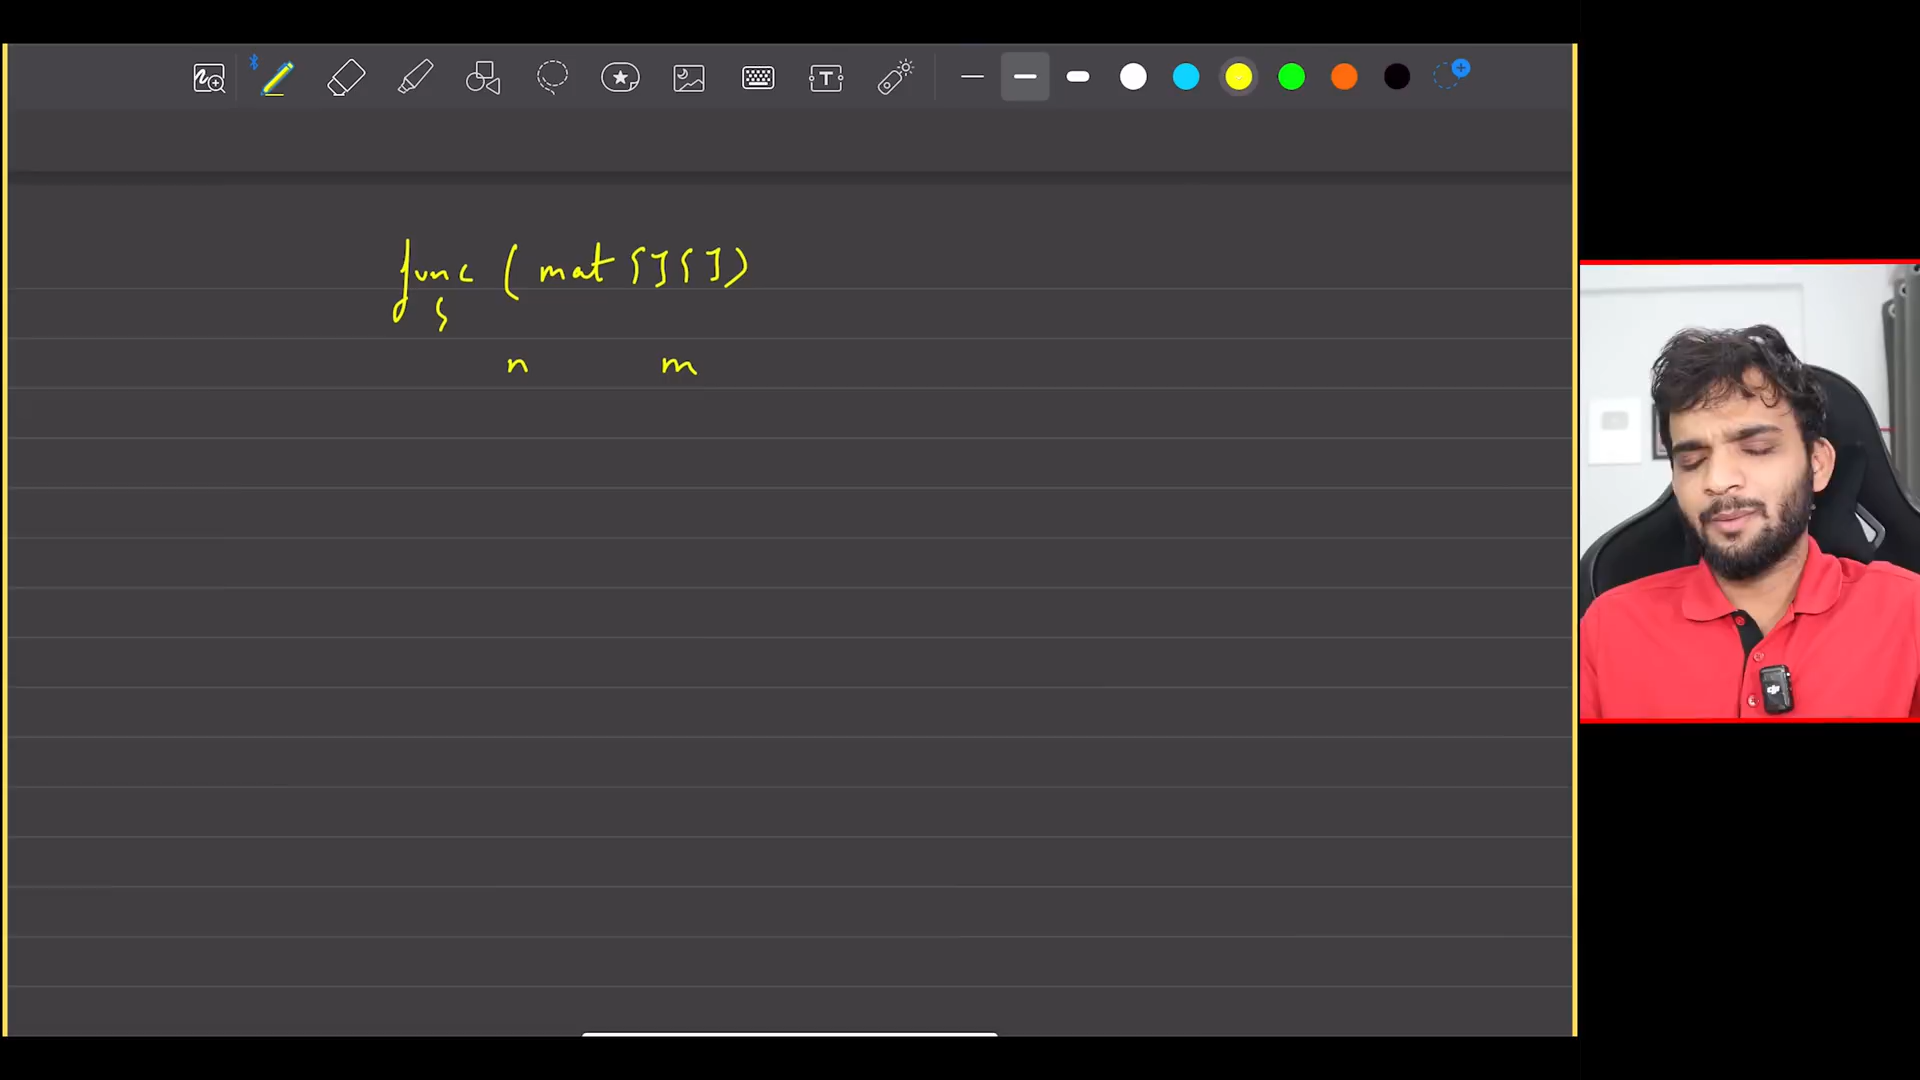 func ( mat [ ] [ ] )
{
n m